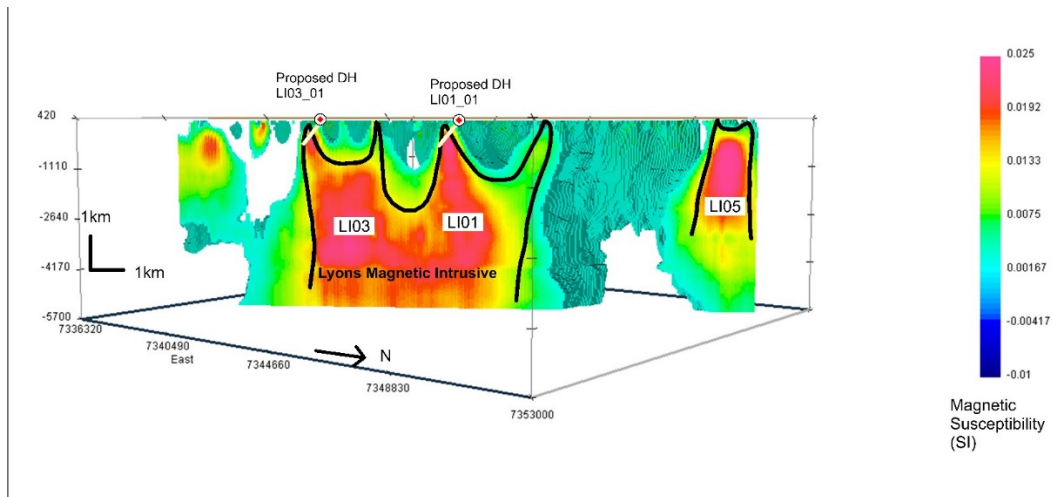 Proposed DH
LI03_01
Proposed DH
LI01_01
420
-1110
-2640
-4170
-5700
1km
1km
LI03
LI01
LI05
Lyons Magnetic Intrusive
7336320
7340490
East
7344660
N
7348830
7353000
0.025
0.0192
0.0133
0.0075
0.00167
-0.00417
-0.01
Magnetic
Susceptibility
(SI)